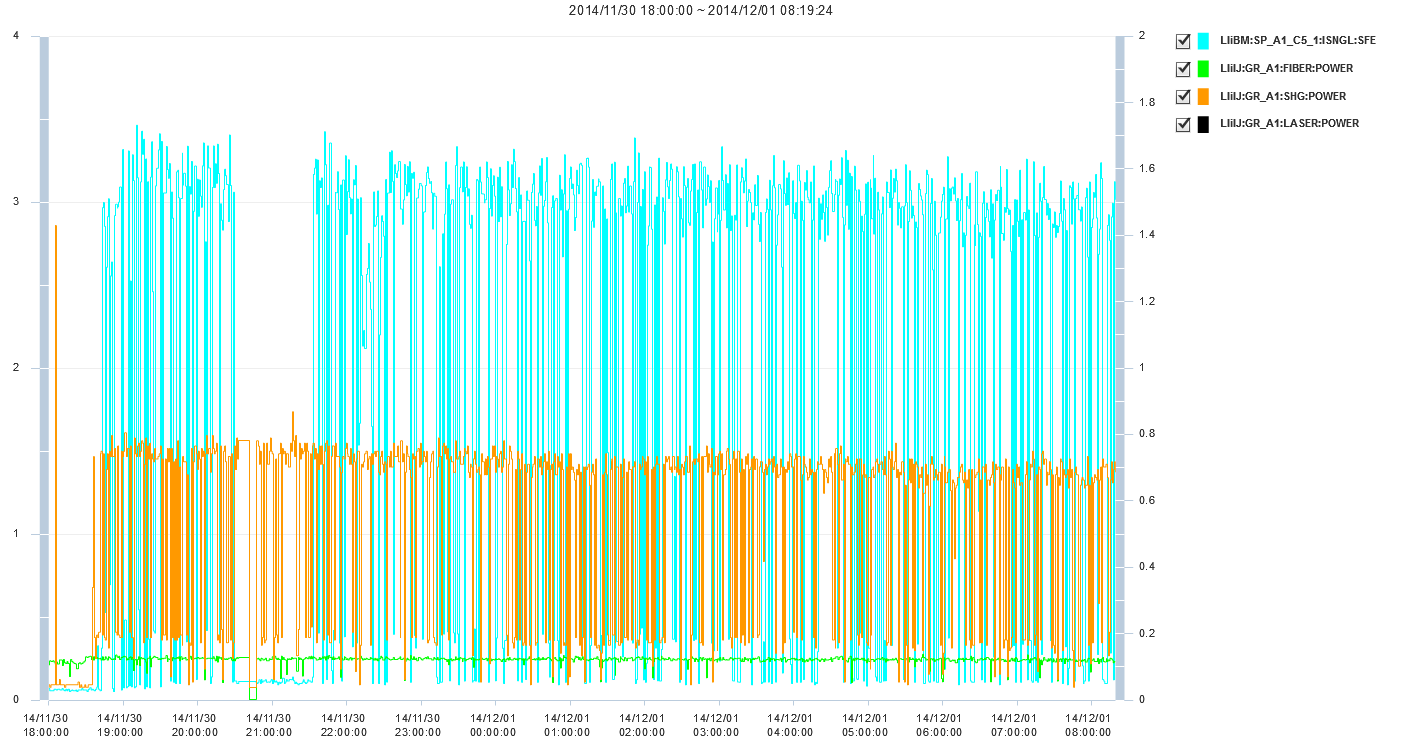 2014/11/30 18:00:00 ~ 2014/12/01 08:19:24
4
3
2
1
0
2
1.8
1.6
1.4
1.2
1
0.8
0.6
0.4
0.2
0
LIiBM:SP_A1_C5_1:ISNGL:SFE
LIiIJ:GR_A1:FIBER:POWER
LIiIJ:GR_A1:SHG:POWER
LIiIJ:GR_A1:LASER:POWER
14/11/30 14/11/30 14/11/30 14/11/30 14/11/30 14/11/30 14/12/01 14/12/01 14/12/01 14/12/01 14/12/01 14/12/01 14/12/01 14/12/01 14/12/01
18:00:00 19:00:00 20:00:00 21:00:00 22:00:00 23:00:00 00:00:00 01:00:00 02:00:00 03:00:00 04:00:00 05:00:00 06:00:00 07:00:00 08:00:00